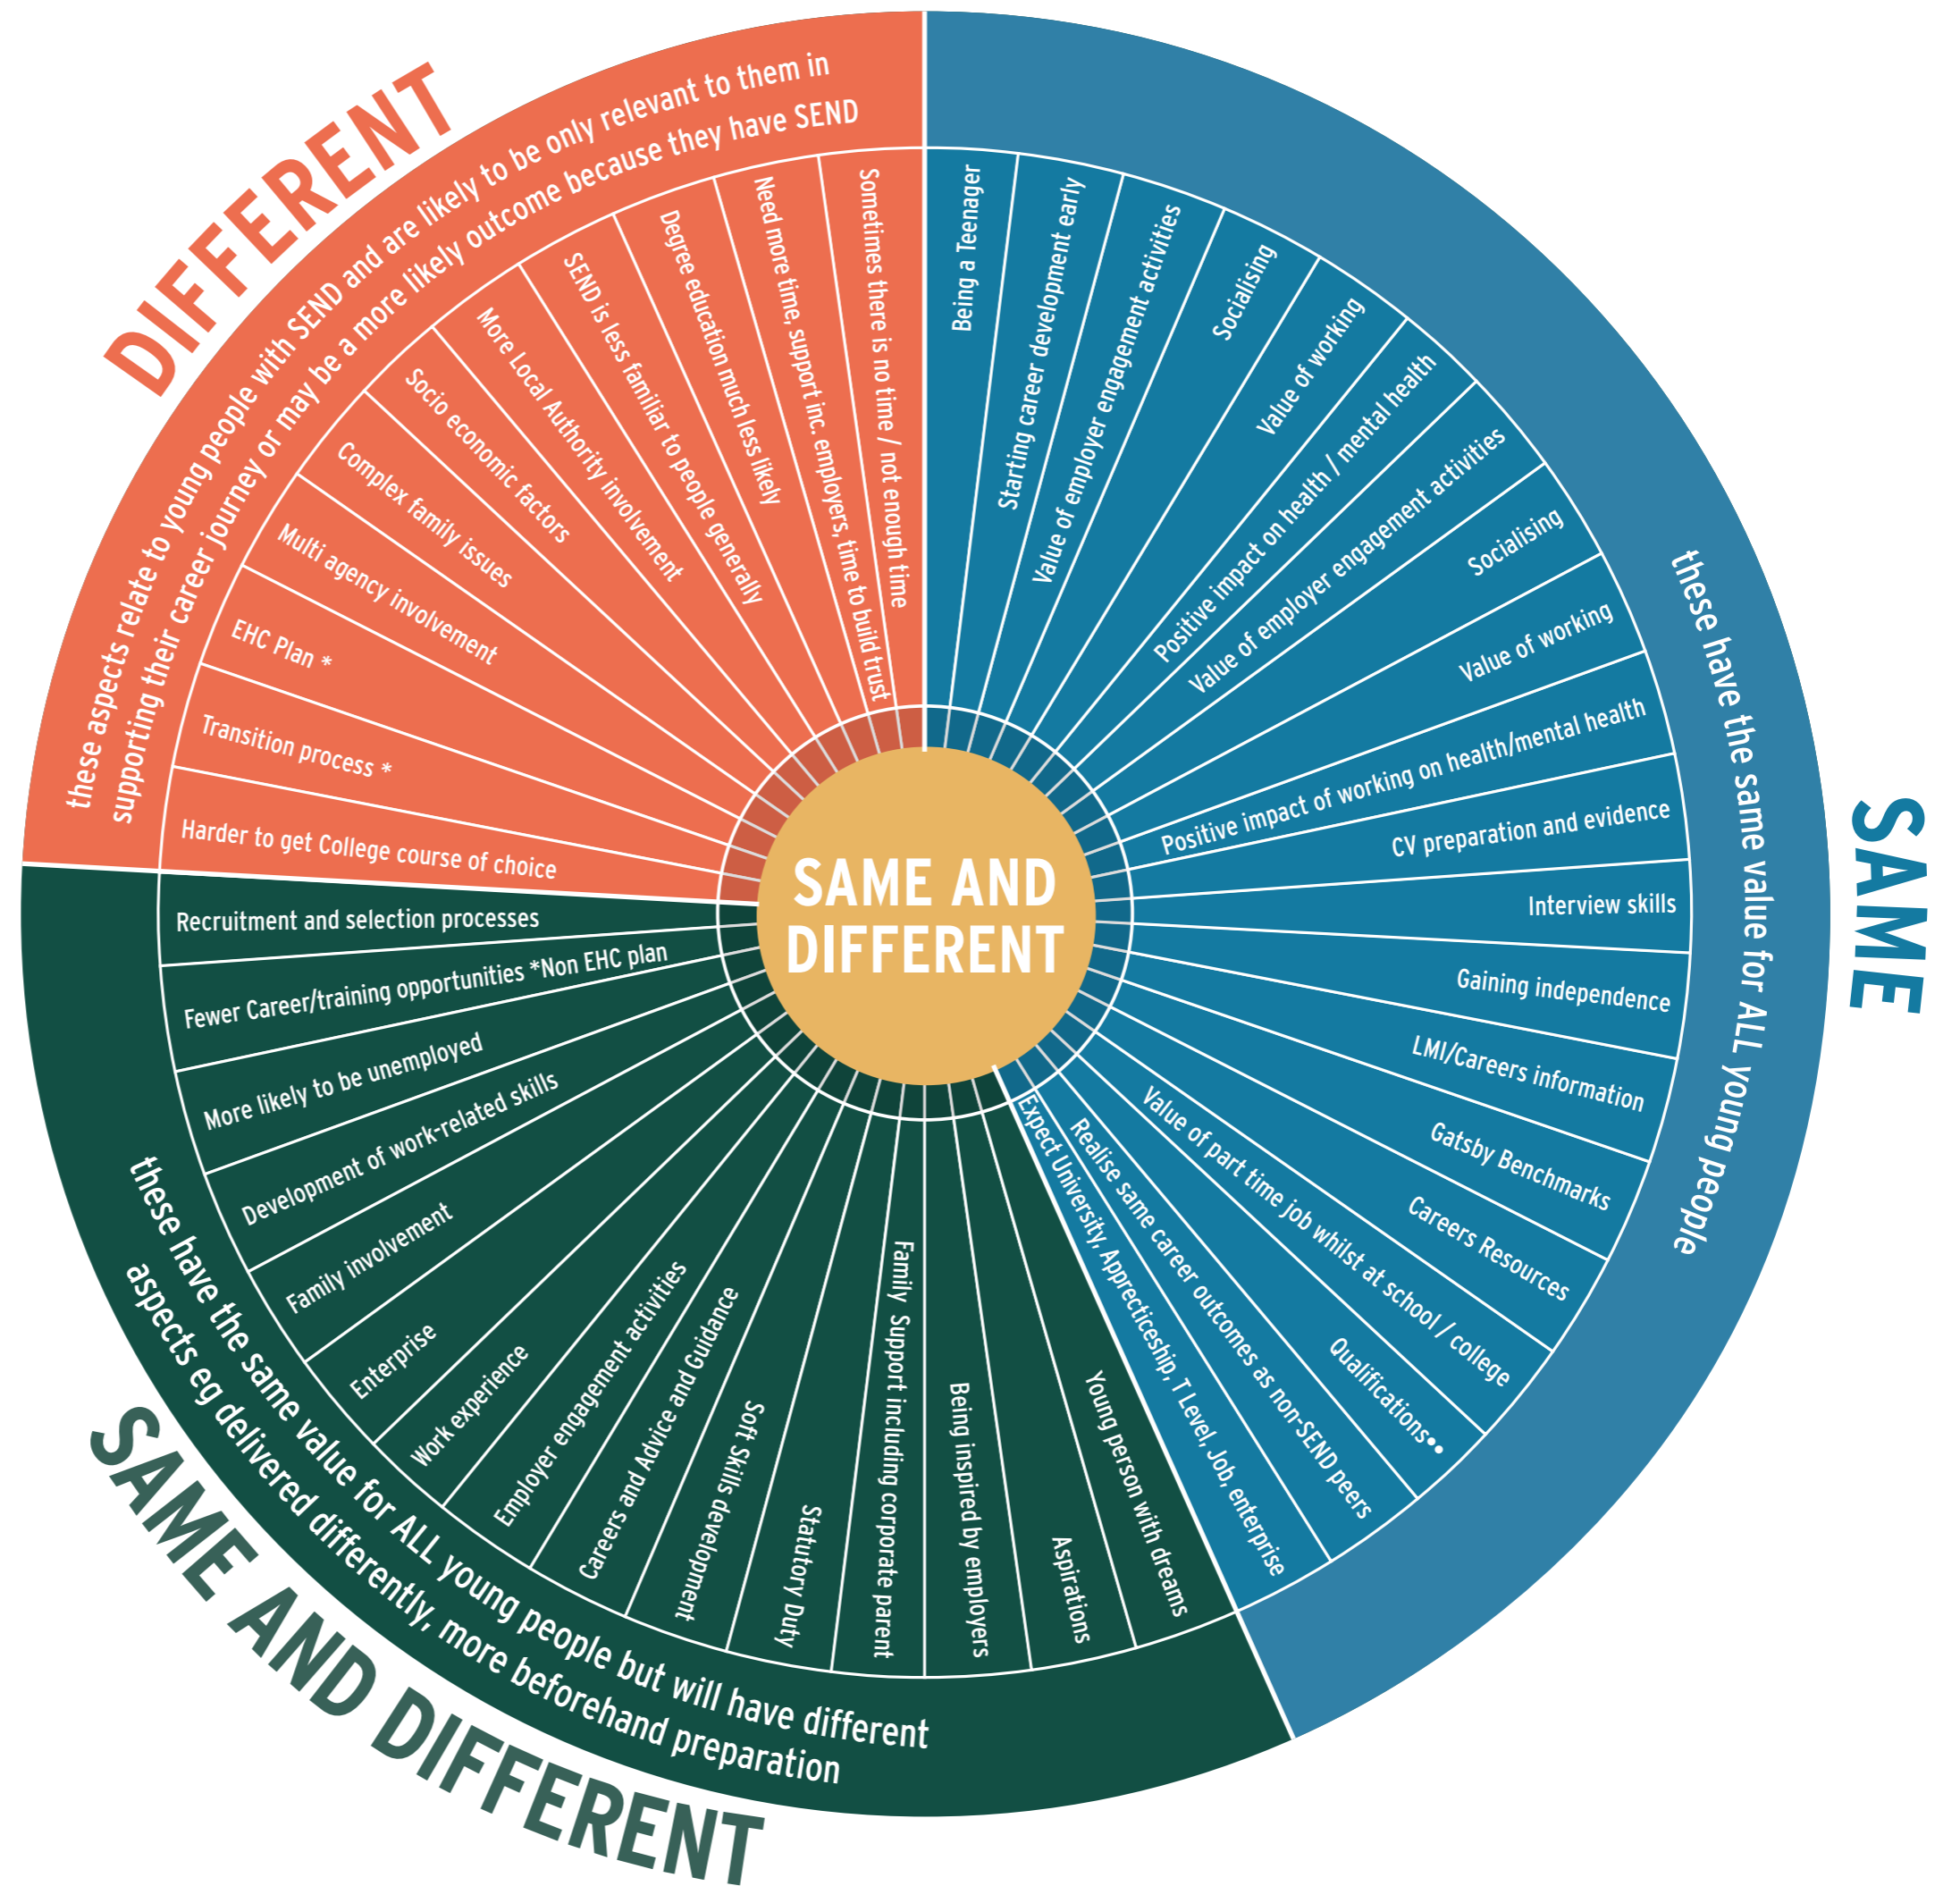 DIFFERENT
these aspects relate to young people with SEND and are likely to be only relevant to them in
supporting their career journey or may be a more likely outcome because they have SEND
Harder to get College course of choice
Transition process *
EHC Plan *
Multi agency involvement
Complex family issues
Socio economic factors
More Local Authority involvement
SEND is less familiar to people generally
Degree education much less likely
Need more time, support inc. employers, time to build trust
Sometimes there is no time / not enough time
SAME
these have the same value for ALL young people
Being a Teenager
Starting career development early
Value of employer engagement activities
Socialising
Value of working
Positive impact on health / mental health
Value of employer engagement activities
Socialising
Value of working
Positive impact of working on health/mental health
CV preparation and evidence
Interview skills
Gaining independence
LMI/Careers information
Gatsby Benchmarks
Careers Resources
Value of part time job whilst at school / college
Qualifications••
Realise same career outcomes as non-SEND peers
Expect University, Apprecticeship, T Level, Job, enterprise
SAME AND DIFFERENT
these have the same value for ALL young people but will have different
aspects eg delivered differently, more beforehand preparation
Young person with dreams
Aspirations
Being inspired by employers
Family Support including corporate parent
Statutory Duty
Soft Skills development
Careers and Advice and Guidance
Employer engagement activities
Work experience
Enterprise
Family involvement
Development of work-related skills
More likely to be unemployed
Fewer Career/training opportunities *Non EHC plan
Recruitment and selection processes
SAME AND
DIFFERENT